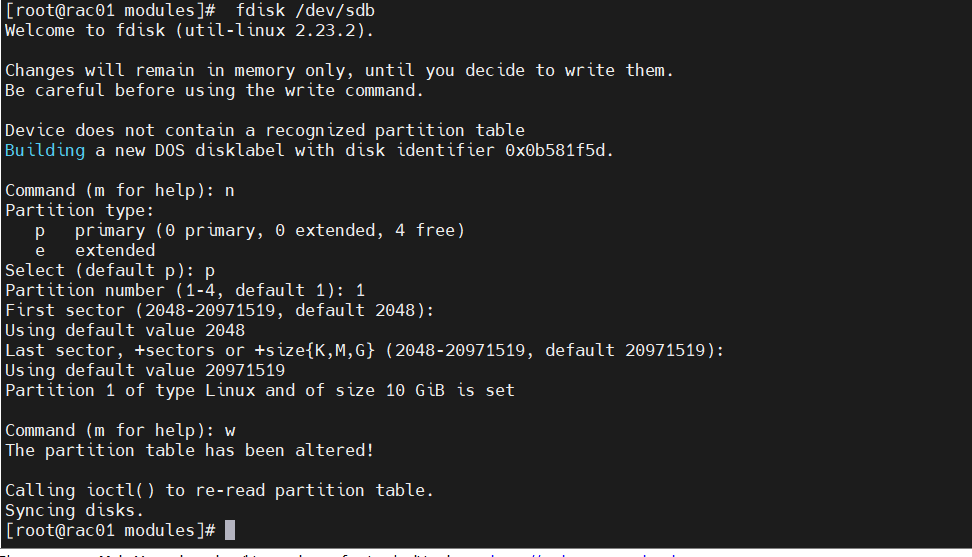 [root@rac01 modules]#  fdisk /dev/sdb
Welcome to fdisk (util-linux 2.23.2).
Changes will remain in memory only, until you decide to write them.
Be careful before using the write command.
Device does not contain a recognized partition table
Building a new DOS disklabel with disk identifier 0x0b581f5d.
Command (m for help): n
Partition type:
   p   primary (0 primary, 0 extended, 4 free)
   e   extended
Select (default p): p
Partition number (1-4, default 1): 1
First sector (2048-20971519, default 2048):
Using default value 2048
Last sector, +sectors or +size{K,M,G} (2048-20971519, default 20971519):
Using default value 20971519
Partition 1 of type Linux and of size 10 GiB is set
Command (m for help): w
The partition table has been altered!
Calling ioctl() to re-read partition table.
Syncing disks.
[root@rac01 modules]#